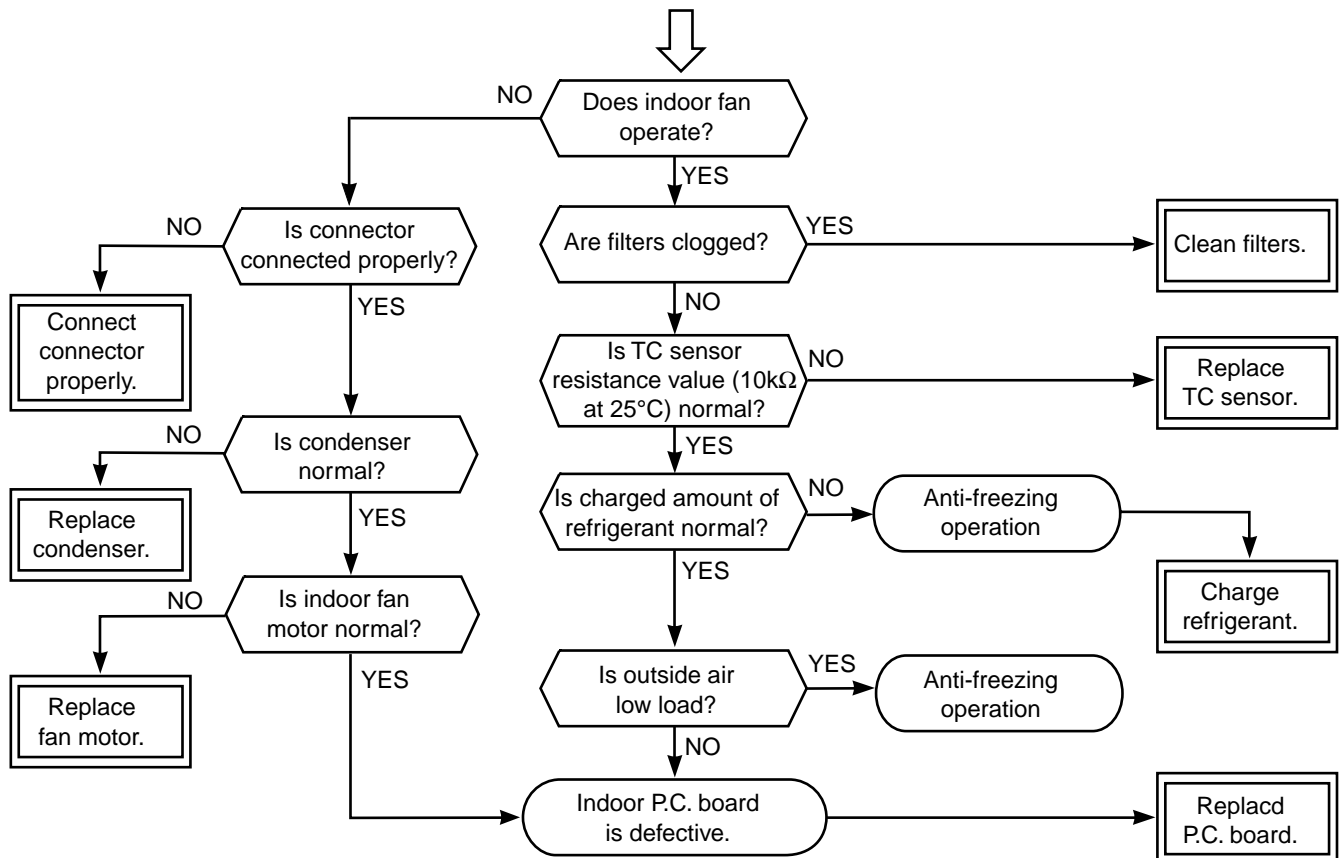 NO
Does indoor fan
operate?
YES
NO
Is connector
connected properly?
Are filters clogged?
YES
Clean filters.
YES
NO
Connect
connector
properly.
Is TC sensor
resistance value (10kΩ
at 25°C) normal?
NO
Replace
TC sensor.
NO
Is condenser
normal?
YES
Is charged amount of
refrigerant normal?
NO
Anti-freezing
operation
YES
Replace
condenser.
YES
Charge
refrigerant.
NO
Is indoor fan
motor normal?
YES
Is outside air
low load?
YES
Anti-freezing
operation
Replace
fan motor.
NO
Indoor P.C. board
is defective.
Replacd
P.C. board.